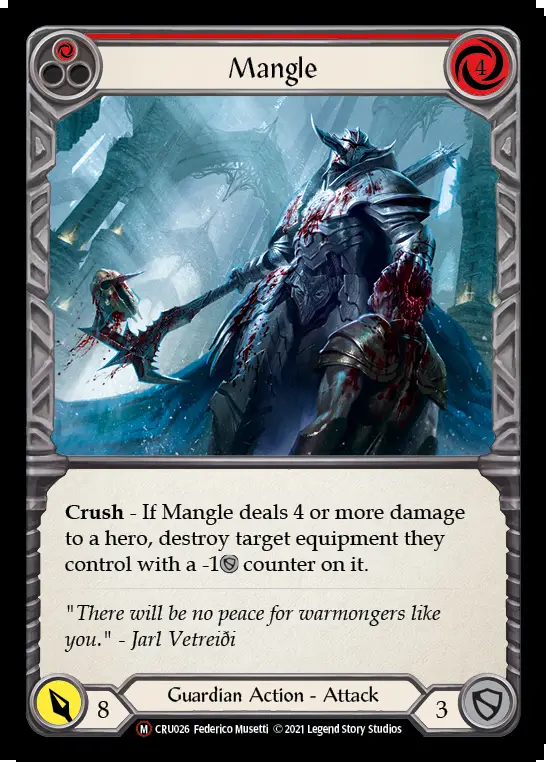 Mangle
4
Crush - If Mangle deals 4 or more damage
to a hero, destroy target equipment they
control with a -1 counter on it.
"There will be no peace for warmongers like
you." - Jarl Vetreiði
Guardian Action - Attack
8
3
M CRU026 Federico Musetti © 2021 Legend Story Studios